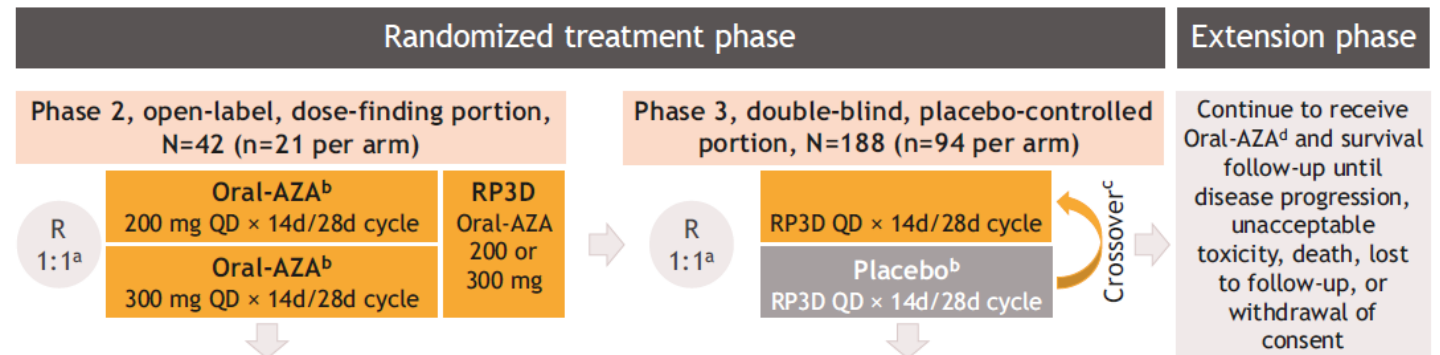 Randomized treatment phase
Extension phase
Phase 2, open-label, dose-finding portion,
N=42 (n=21 per arm)
R
1:1ᵃ
Oral-AZAᵇ
200 mg QD × 14d/28d cycle
Oral-AZAᵇ
300 mg QD × 14d/28d cycle
RP3D
Oral-AZA
200 or
300 mg
Phase 3, double-blind, placebo-controlled
portion, N=188 (n=94 per arm)
R
1:1ᵃ
RP3D QD × 14d/28d cycle
Placeboᵇ
RP3D QD × 14d/28d cycle
Crossoverᶜ
Continue to receive
Oral-AZAᵈ and survival
follow-up until
disease progression,
unacceptable
toxicity, death, lost
to follow-up, or
withdrawal of
consent